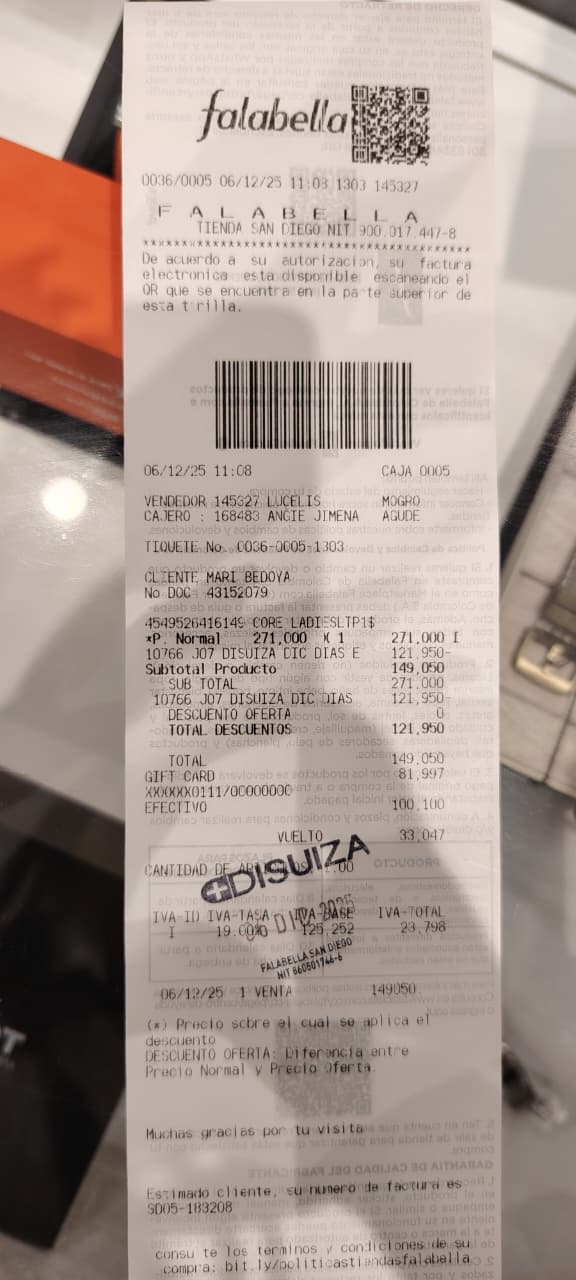 falabella
0036/0005 06/12/25 11:08 1303 145327
F A L A B E L L A
TIENDA SAN DIEGO NIT 900.017.447-8
****************************************
De acuerdo a su autorizacion, su factura
electronica esta disponible escaneando el
QR que se encuentra en la parte superior de
esta tirilla.
06/12/25 11:08 CAJA 0005
VENDEDOR 145327 LUCELIS MOGRO
CAJERO : 168483 ANGIE JIMENA AGUDE
TIQUETE No. 0036-0005-1303
CLIENTE MARI BEDOYA
No DOC 43152079
4549526416149 CORE LADIESLTP1$
*P. Normal 271,000 X 1 271,000 I
10766 J07 DISUIZA DIC DIAS E 121,950-
Subtotal Producto 149,050
SUB TOTAL 271,000
10766 J07 DISUIZA DIC DIAS 121,950-
DESCUENTO OFERTA 0
TOTAL DESCUENTOS 121,950
TOTAL 149,050
GIFT CARD 81,997
XXXXXX0111/00000000
EFECTIVO 100,100
VUELTO 33,047
CANTIDAD DE 1.00
DISUIZA
IVA-ID IVA-TASA IVA-BASE IVA-TOTAL
I 19.00% 125,252 23,798
DIC 2025
FALABELLA SAN DIEGO
06/12/25 1 VENTA 149050
(*) Precio sobre el cual se aplica el
descuento
DESCUENTO OFERTA: Diferencia entre
Precio Normal y Precio Oferta.
Muchas gracias por tu visita
Estimado cliente, su numero de factura es
SD05-183208
consulte los terminos y condiciones de su
compra: bit.ly/politicastiendasfalabella